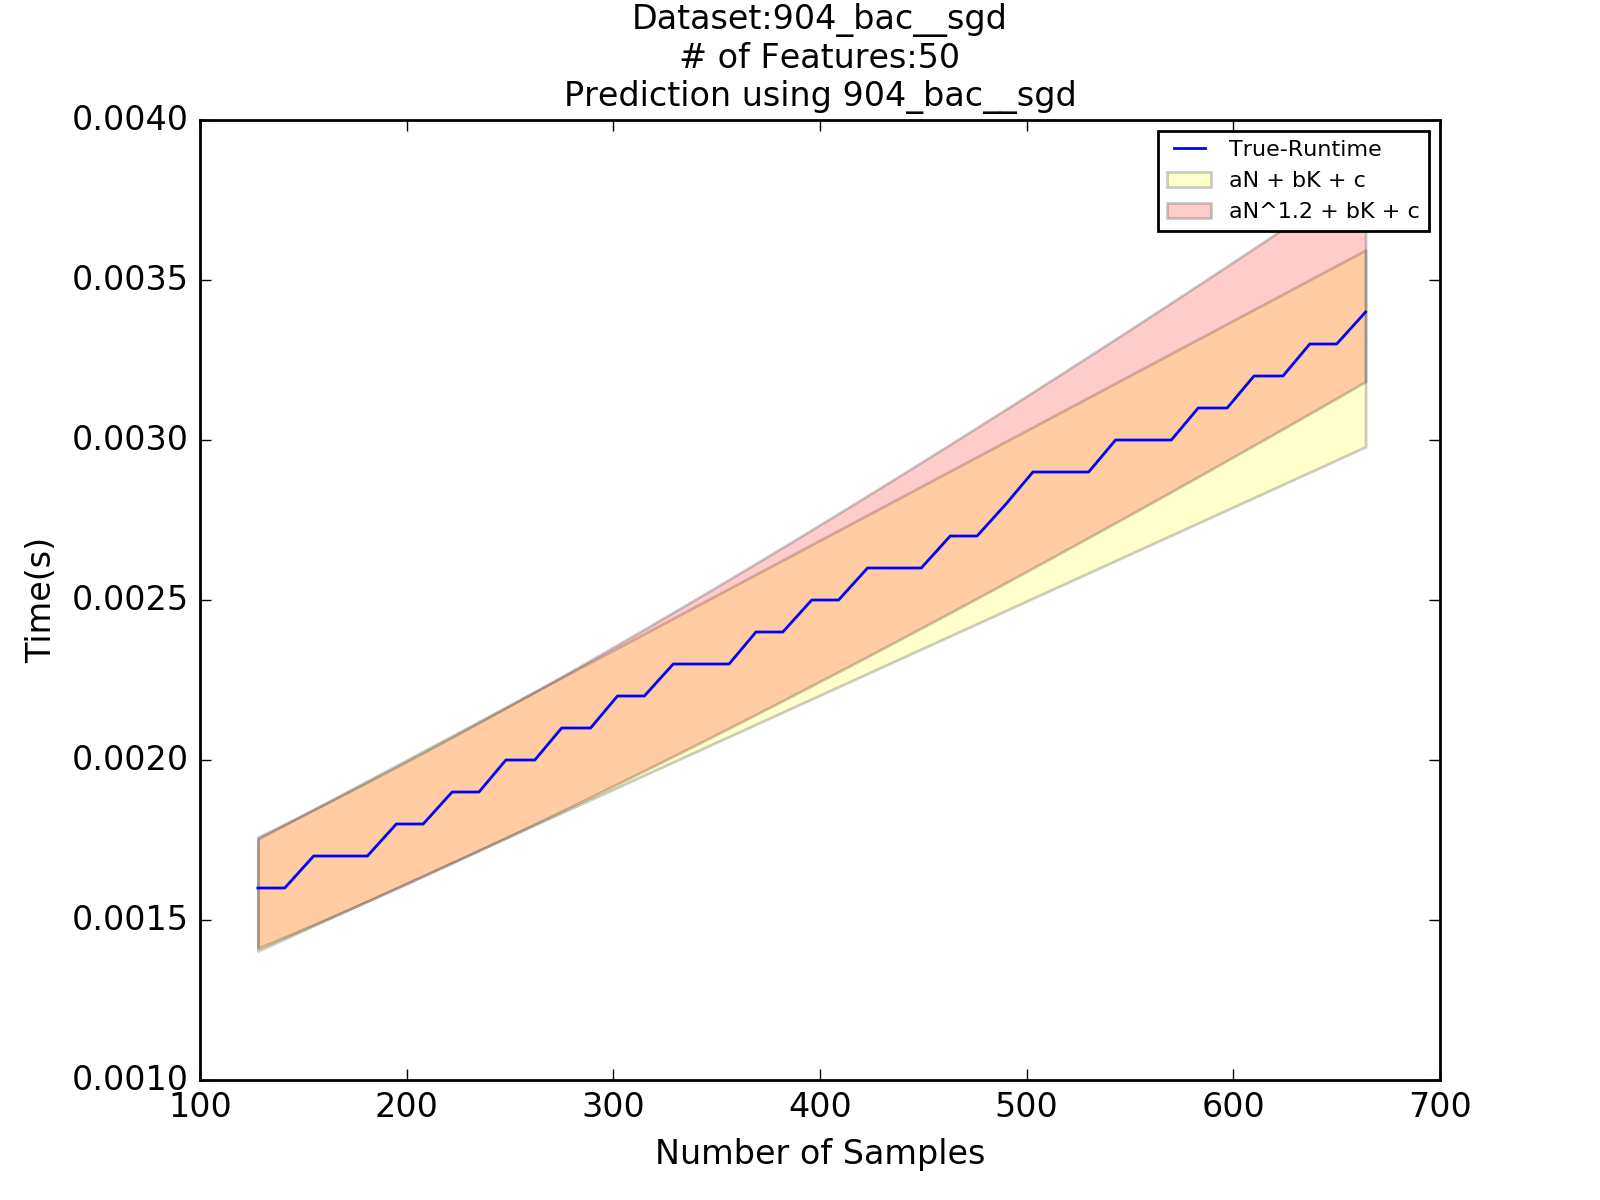 Dataset:904_bac__sgd
# of Features:50
Prediction using 904_bac__sgd
True-Runtime
aN + bK + c
aN^1.2 + bK + c
0.0040
0.0035
0.0030
0.0025
0.0020
0.0015
0.0010
Time(s)
100 200 300 400 500 600 700
Number of Samples